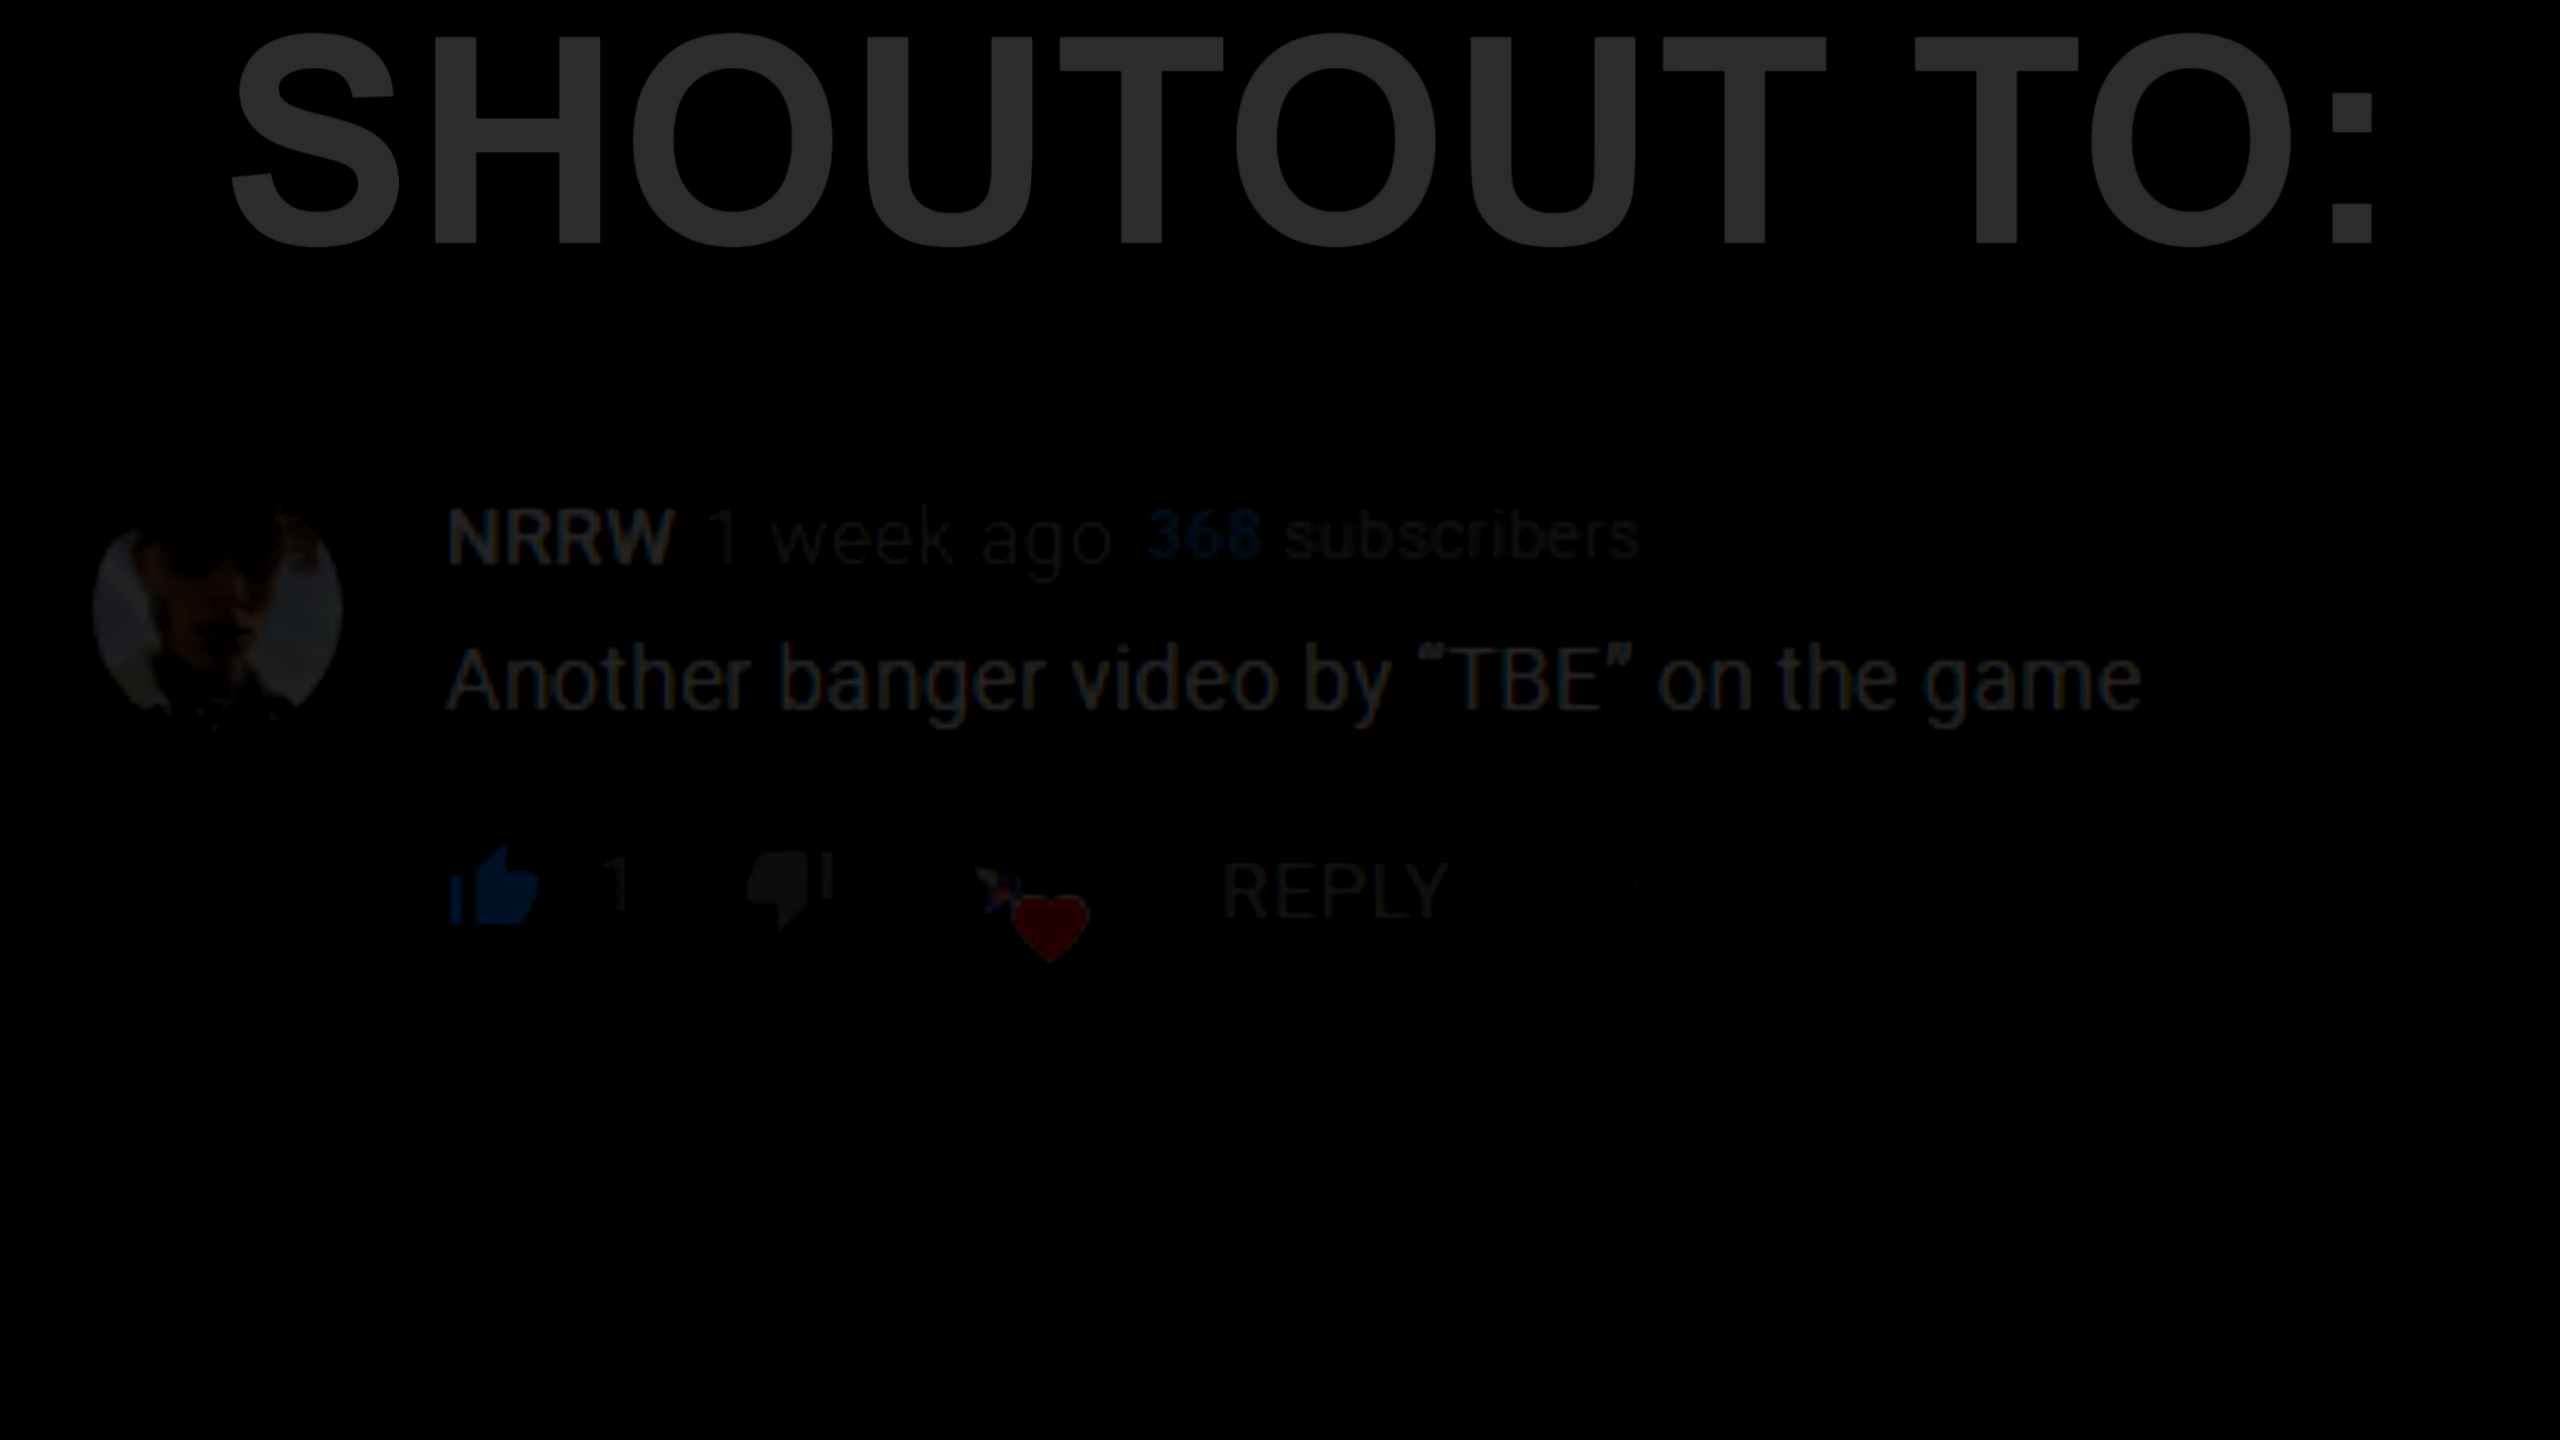 SHOUTOUT TO:
NRRW 1 week ago 368 subscribers
Another banger video by “TBE” on the game
1 REPLY